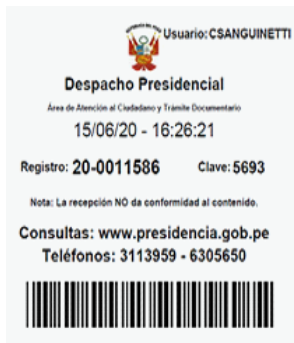 Usuario: CSANGUINETTI
Despacho Presidencial
Área de Atención al Ciudadano y Trámite Documentario
15/06/20 - 16:26:21
Registro: 20-0011586 Clave: 5693
Nota: La recepción NO da conformidad al contenido.
Consultas: www.presidencia.gob.pe
Teléfonos: 3113959 - 6305650